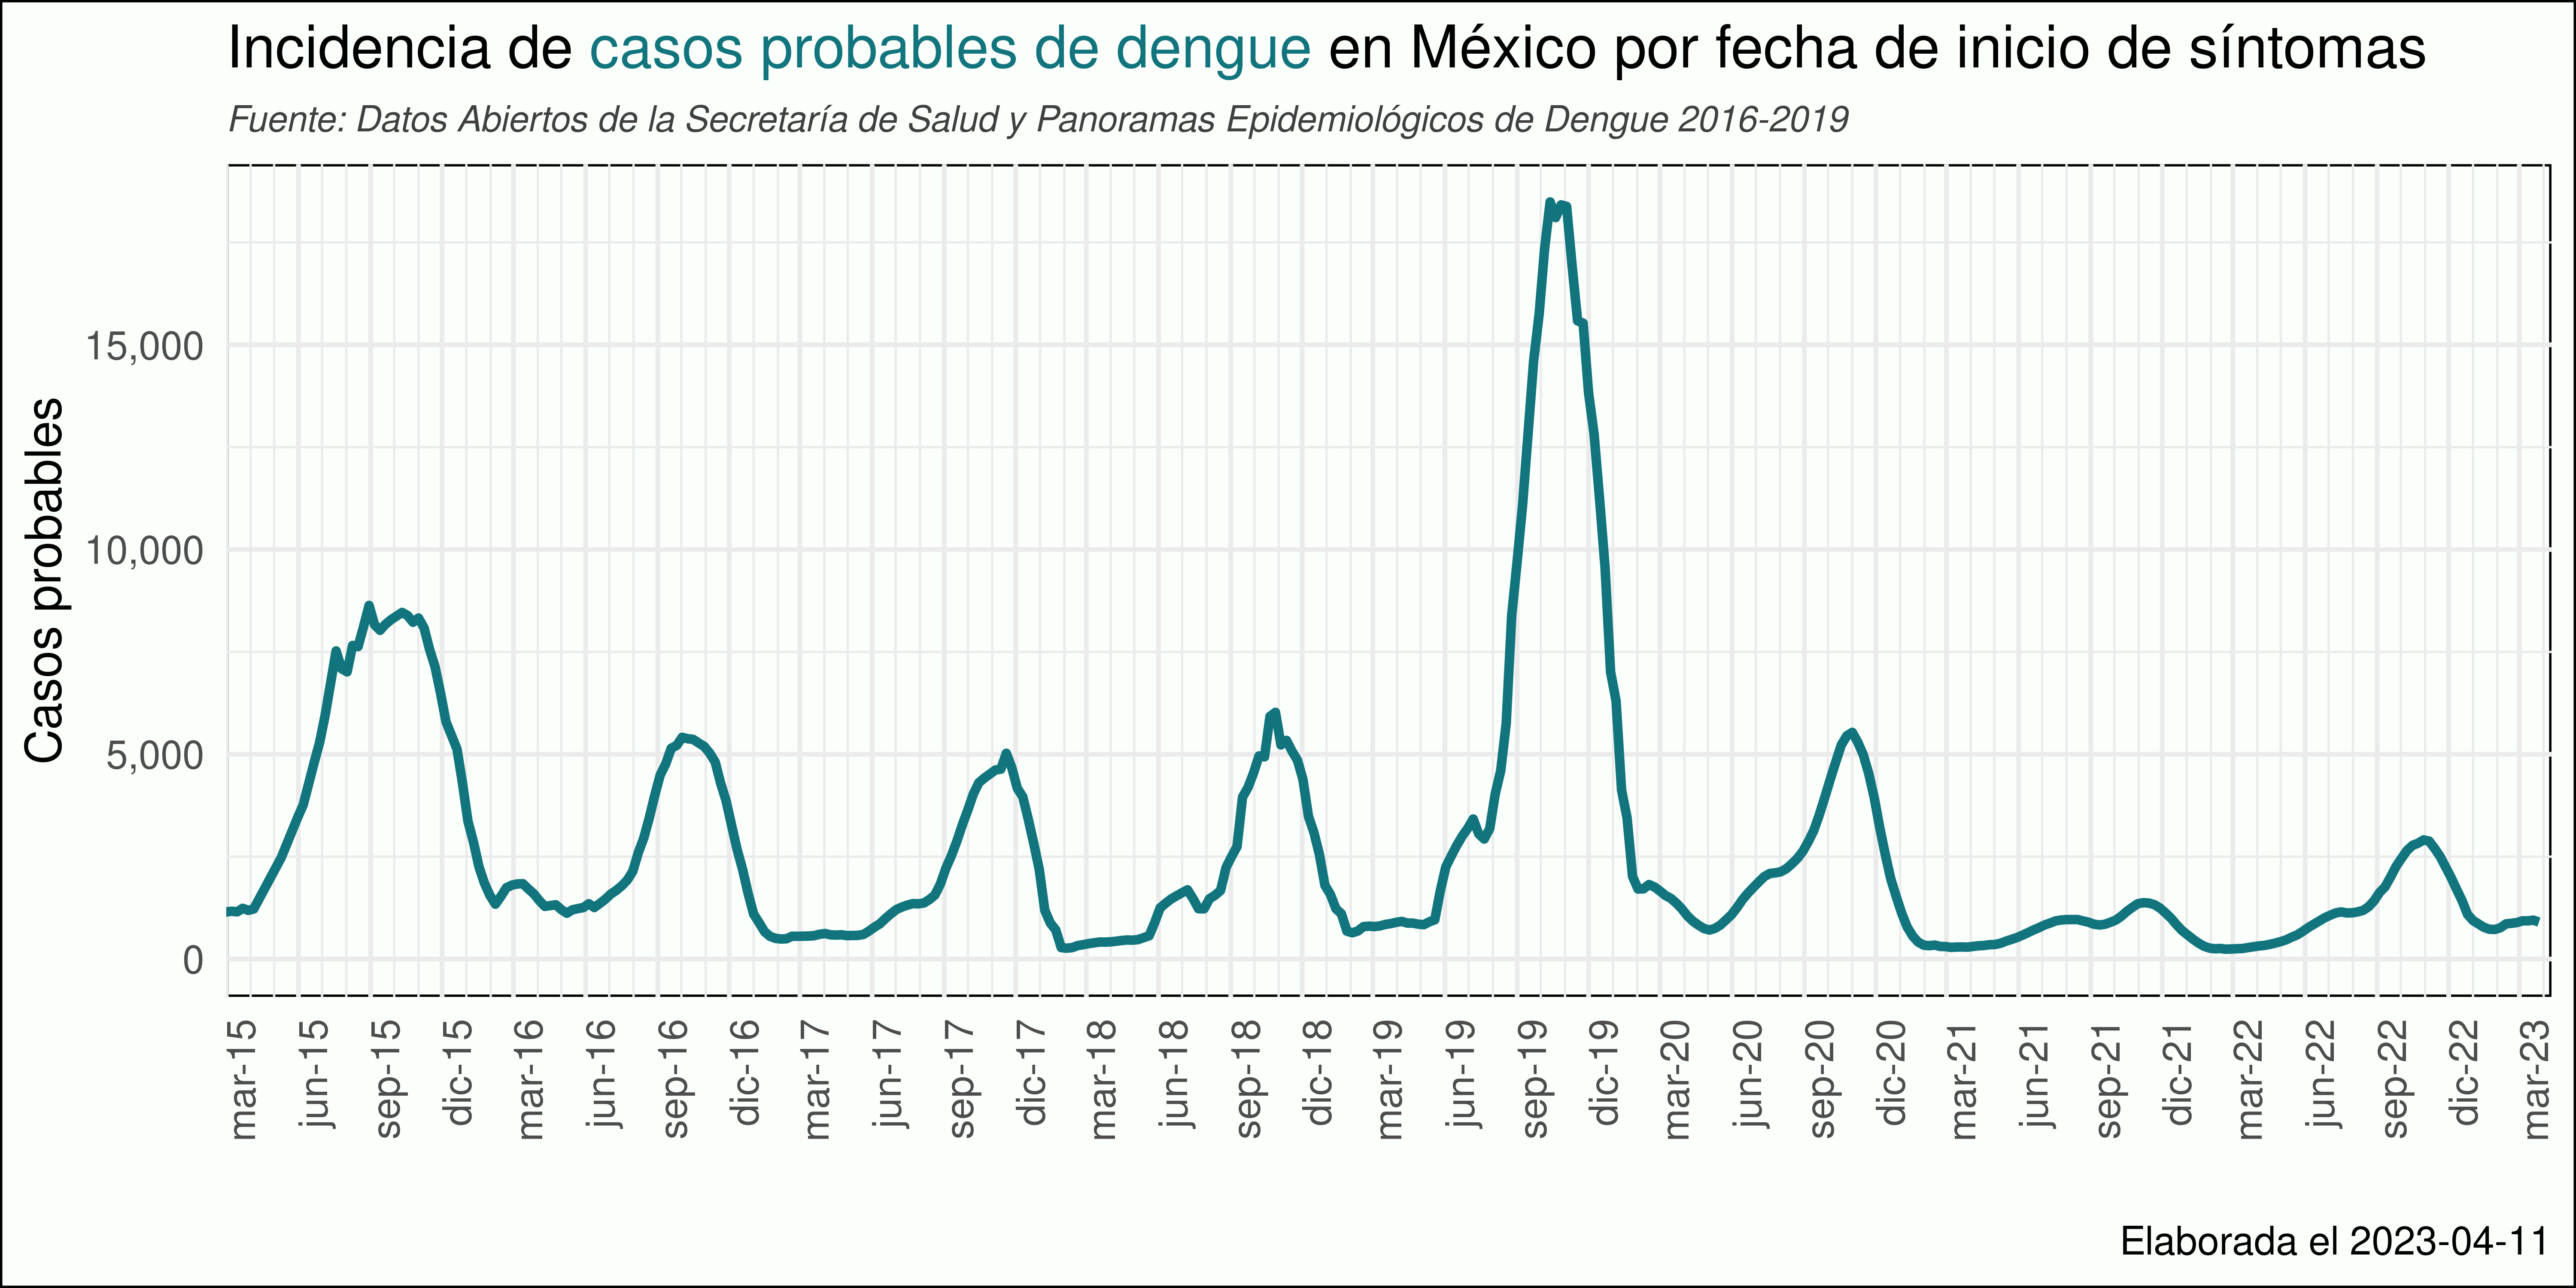 Incidencia de casos probables de dengue en México por fecha de inicio de síntomas
Fuente: Datos Abiertos de la Secretaría de Salud y Panoramas Epidemiológicos de Dengue 2016-2019
Casos probables
15,000
10,000
5,000
0
mar-15
jun-15
sep-15
dic-15
mar-16
jun-16
sep-16
dic-16
mar-17
jun-17
sep-17
dic-17
mar-18
jun-18
sep-18
dic-18
mar-19
jun-19
sep-19
dic-19
mar-20
jun-20
sep-20
dic-20
mar-21
jun-21
sep-21
dic-21
mar-22
jun-22
sep-22
dic-22
mar-23
Elaborada el 2023-04-11